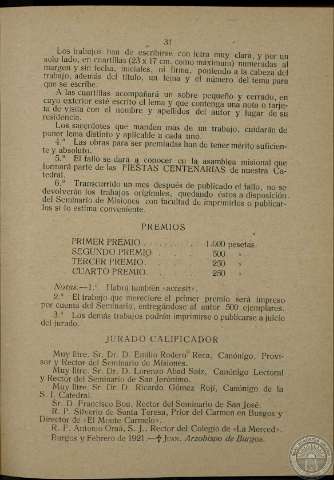 31
Los trabajos han de escribirse con letra muy clara, y por un
solo lado, en cuartillas (23 x 17 cm. como máximum) numeradas al
margen y sin fecha, iniciales, ni firma, poniendo a la cabeza del
trabajo, además del título, un lema y el número del tema para
que se escribe.
A las cuartillas acompañará un sobre pequeño y cerrado, en
cuyo exterior esté escrito el lema y que contenga una nota o tarje-
ta de visita con el nombre y apellidos del autor y lugar de su
residencia.
Los sacerdotes que manden más de un trabajo, cuidarán de
poner lema distinto y aplicable a cada uno.
4.ª Las obras para ser premiadas han de tener mérito suficien-
te y absoluto.
5.ª El fallo se dará a conocer en la asamblea misional que
formará parte de las FIESTAS CENTENARIAS de nuestra Ca-
tedral.
6.ª Transcurrido un mes después de publicado el fallo, no se
devolverán los trabajos originales, quedando éstos a disposición
del Seminario de Misiones con facultad de imprimirlos o publicar-
los si lo estima conveniente.
PREMIOS
PRIMER PREMIO . . . . . . . . 1.000 pesetas
SEGUNDO PREMIO . . . . . . . 500 »
TERCER PREMIO . . . . . . . . 250 »
CUARTO PREMIO . . . . . . . . 250 »
Notas.—1.ª Habrá también «accesit».
2.ª El trabajo que mereciere el primer premio será impreso
por cuenta del Seminario, entregándose al autor 500 ejemplares.
3.ª Los demás trabajos podrán imprimirse o publicarse a juicio
del jurado.
JURADO CALIFICADOR
Muy iltre. Sr. Dr. D. Emilio Rodero Reca, Canónigo, Provi-
sor y Rector del Seminario de Misiones.
Muy iltre. Sr. Dr. D. Lorenzo Abad Saiz, Canónigo Lectoral
y Rector del Seminario de San Jerónimo.
Muy iltre. Sr. Dr. D. Ricardo Gómez Rojí, Canónigo de la
S. I. Catedral.
Sr. D. Francisco Bou, Rector del Seminario de San José.
R. P. Silverio de Santa Teresa, Prior del Carmen en Burgos y
Director de «El Monte Carmelo».
R. P. Antonio Oraá, S. J., Rector del Colegio de «La Merced».
Burgos y Febrero de 1921.—✝ Juan, Arzobispo de Burgos.